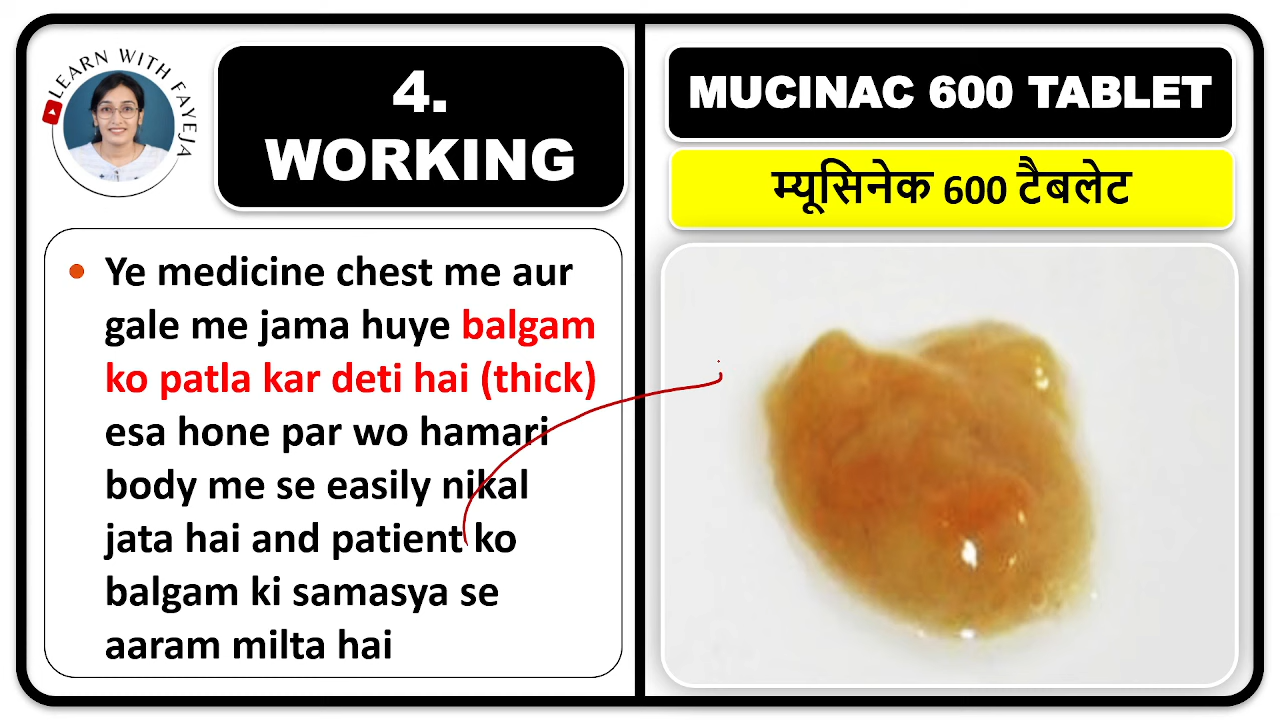 LEARN WITH FAYEJA
4.
WORKING
Ye medicine chest me aur
gale me jama huye balgam
ko patla kar deti hai (thick)
esa hone par wo hamari
body me se easily nikal
jata hai and patient ko
balgam ki samasya se
aaram milta hai
MUCINAC 600 TABLET
म्यूसिनेक 600 टैबलेट